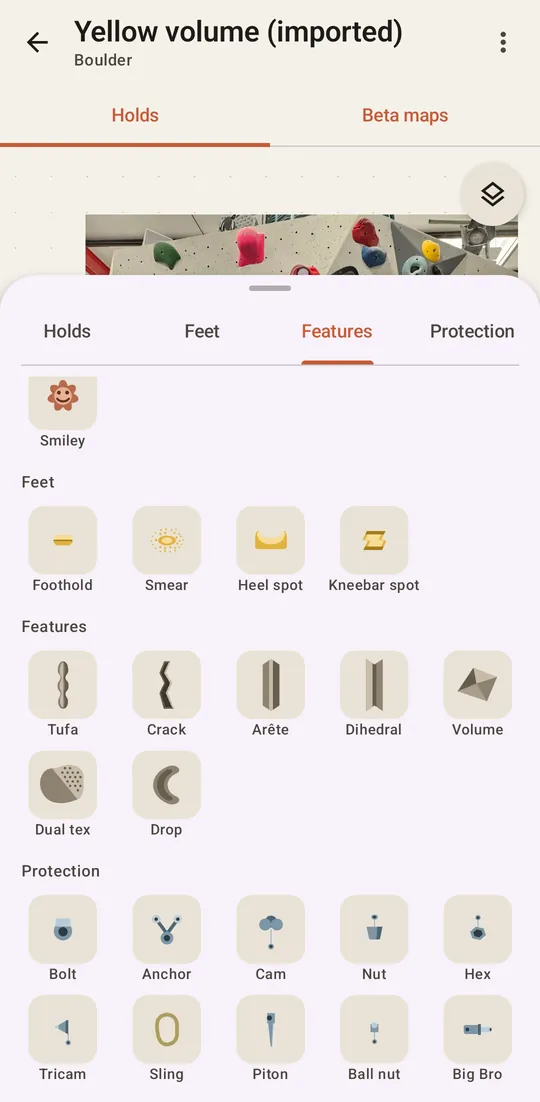 Yellow volume (imported)
Boulder
Holds Beta maps
Holds Feet Features Protection
Smiley
Feet
Foothold Smear Heel spot Kneebar spot
Features
Tufa Crack Arête Dihedral Volume
Dual tex Drop
Protection
Bolt Anchor Cam Nut Hex
Tricam Sling Piton Ball nut Big Bro